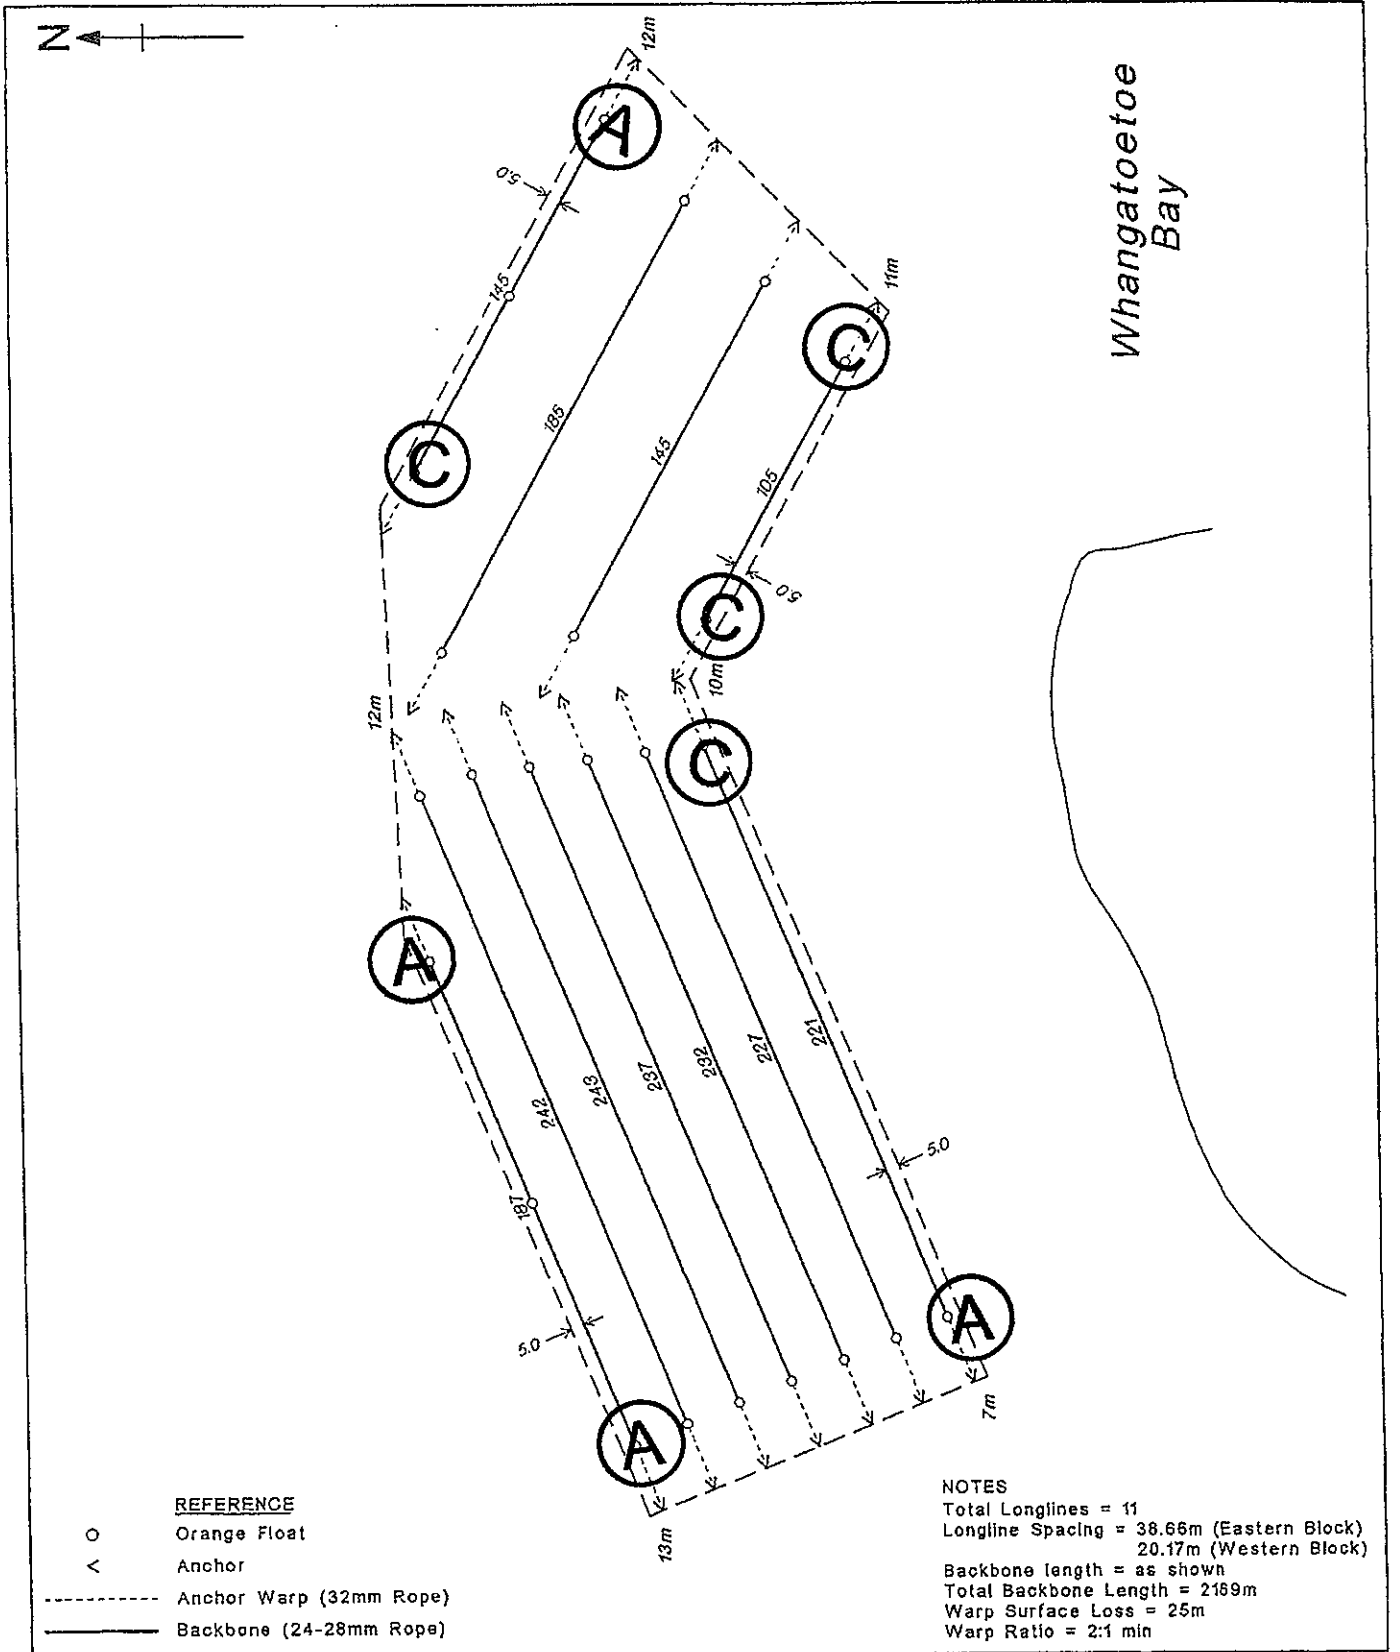 N
12m
Whangatoetoe
Bay
5.0
A
145
11m
C
C
185
145
105
5.0
C
10m
12m
C
A
221
227
232
237
243
242
5.0
187
A
5.0
7m
A
13m
REFERENCE
Orange Float
Anchor
Anchor Warp (32mm Rope)
Backbone (24-28mm Rope)
NOTES
Total Longlines = 11
Longline Spacing = 38.66m (Eastern Block)
20.17m (Western Block)
Backbone length = as shown
Total Backbone Length = 2169m
Warp Surface Loss = 25m
Warp Ratio = 2:1 min